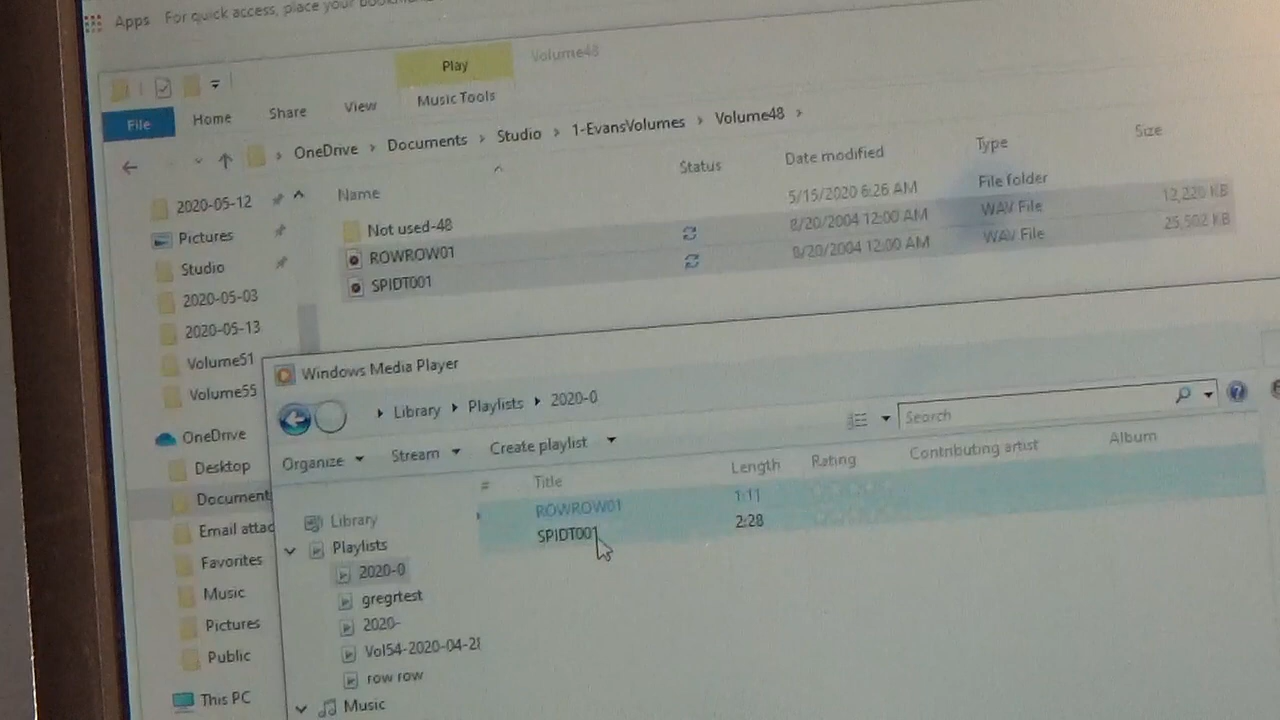 Apps For quick access, place your
Play Volume48
File Home Share View Music Tools
OneDrive Documents Studio 1-EvansVolumes Volume48
Name Status Date modified Type Size
2020-05-12
Pictures
Studio
2020-05-03
2020-05-13
Volume51
Volume55
OneDrive
Desktop
Document
Email attac
Favorites
Music
Pictures
Public
This PC
Not used-48 5/15/2020 6:26 AM File folder
ROWROW01 8/20/2004 12:00 AM WAV File 12,220 KB
SPIDT001 8/20/2004 12:00 AM WAV File 25,502 KB
Windows Media Player
Library Playlists 2020-0
Organize Stream Create playlist Search
# Title Length Rating Contributing artist Album
ROWROW01 1:11
SPIDT001 2:28
Library
Playlists
2020-0
gregrtest
2020-
Vol54-2020-04-28
row row
Music